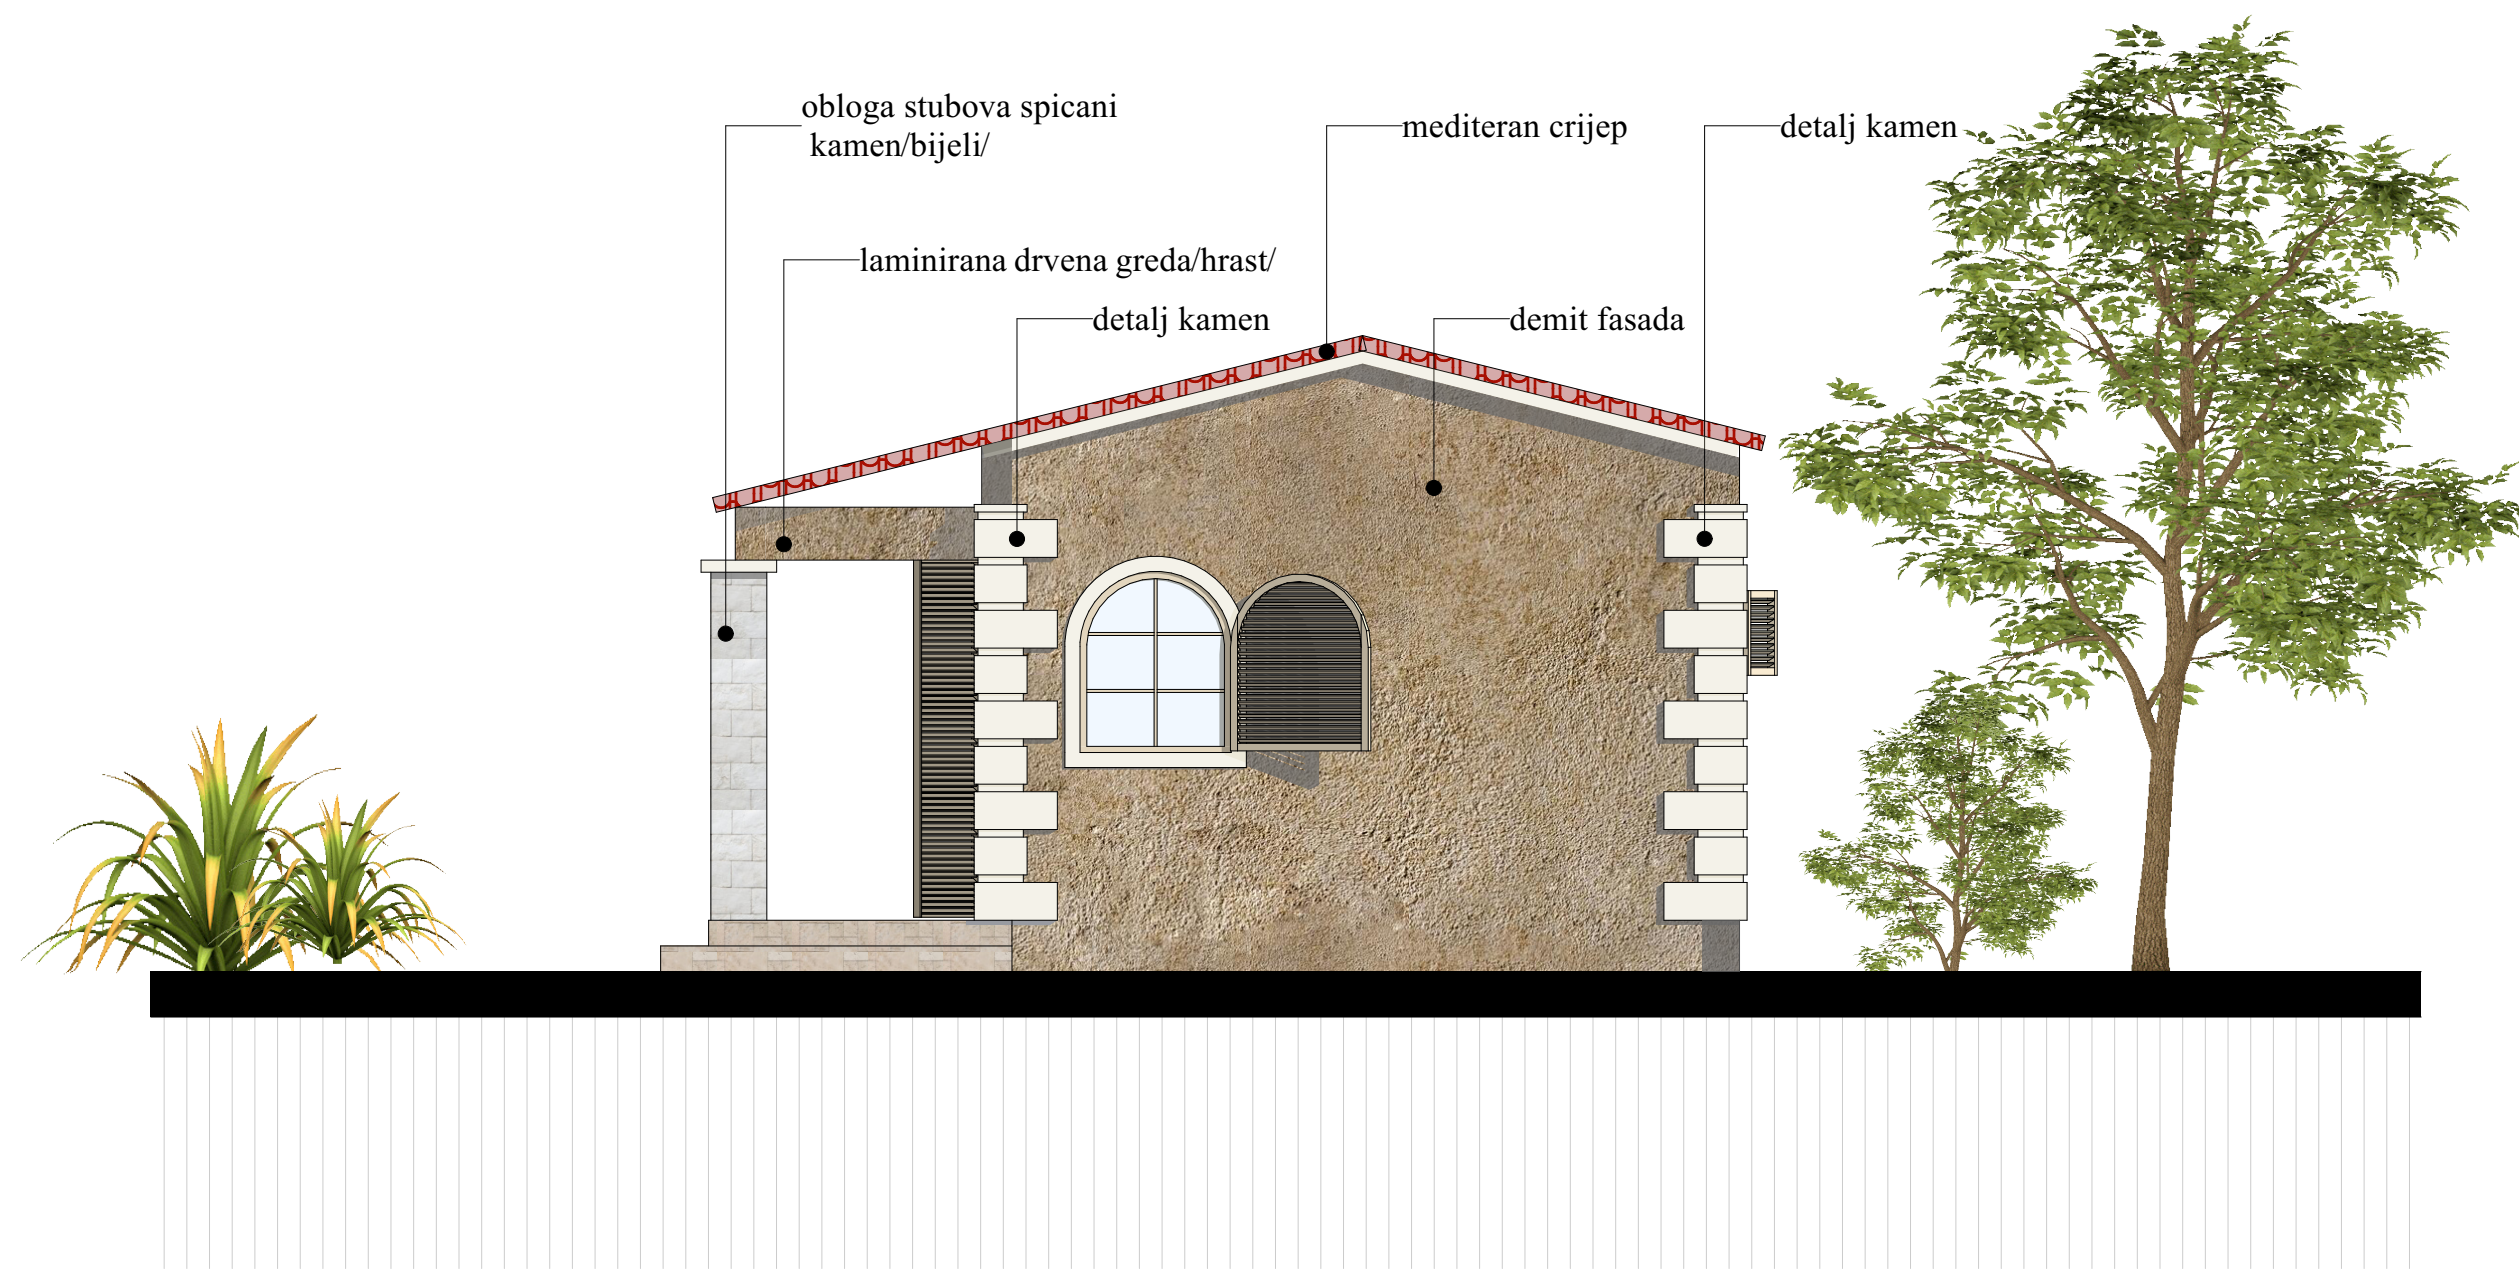 obloga stubova spicani
kamen/bijeli/
mediteran crijep
detalj kamen
laminirana drvena greda/hrast/
detalj kamen
demit fasada